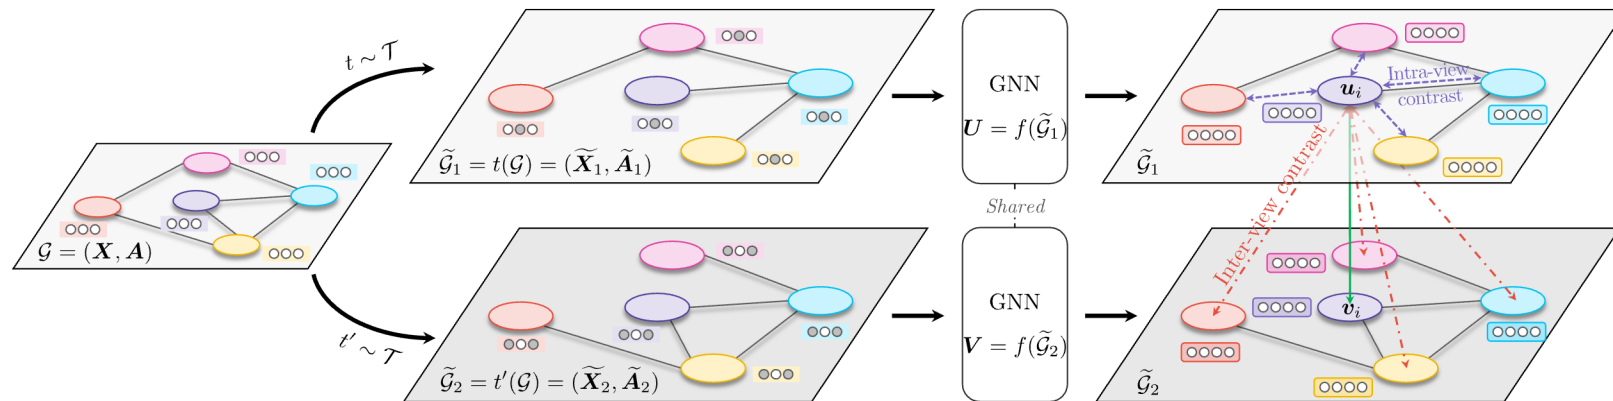 t ∼ 𝒯
𝒢 = (𝑿, 𝑨)
t′ ∼ 𝒯
𝒢̃₁ = t(𝒢) = (𝑿̃₁, 𝑨̃₁)
GNN
𝑼 = f(𝒢̃₁)
Shared
𝒢̃₂ = t′(𝒢) = (𝑿̃₂, 𝑨̃₂)
GNN
𝑽 = f(𝒢̃₂)
Intra-view
contrast
𝒖ᵢ
𝒢̃₁
Inter-view contrast
𝒗ᵢ
𝒢̃₂